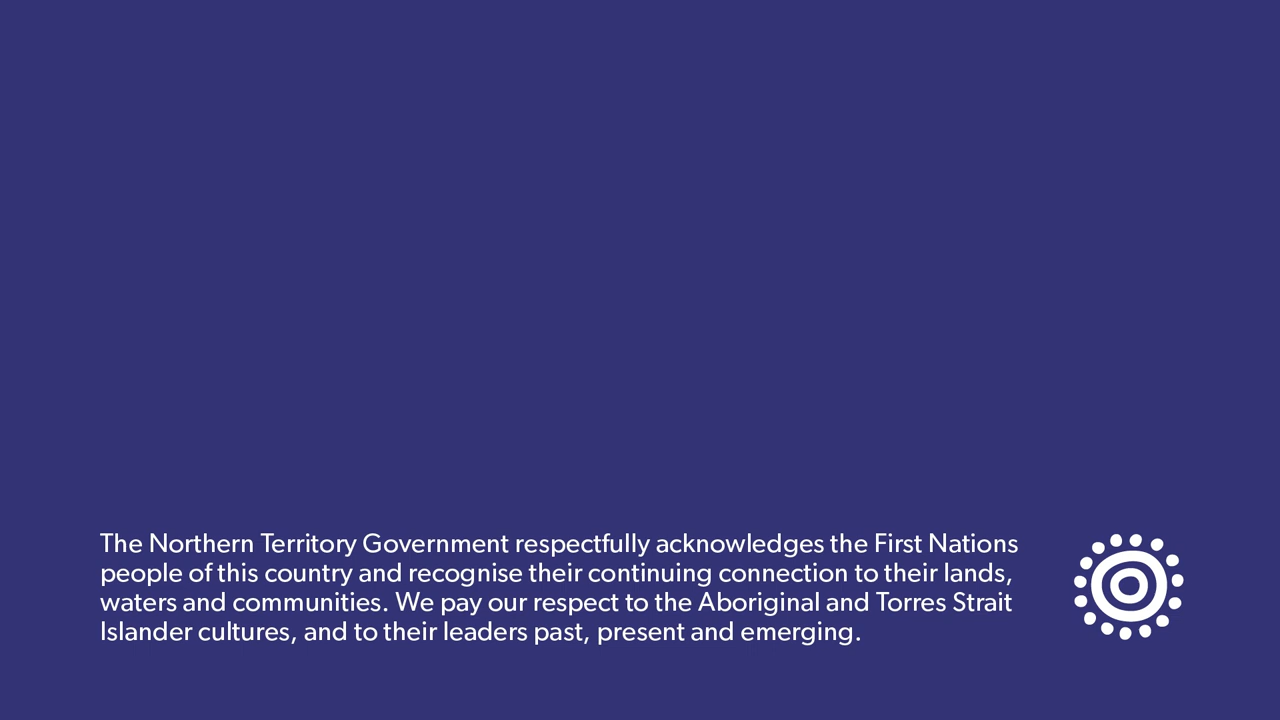 The Northern Territory Government respectfully acknowledges the First Nations
people of this country and recognise their continuing connection to their lands,
waters and communities. We pay our respect to the Aboriginal and Torres Strait
Islander cultures, and to their leaders past, present and emerging.